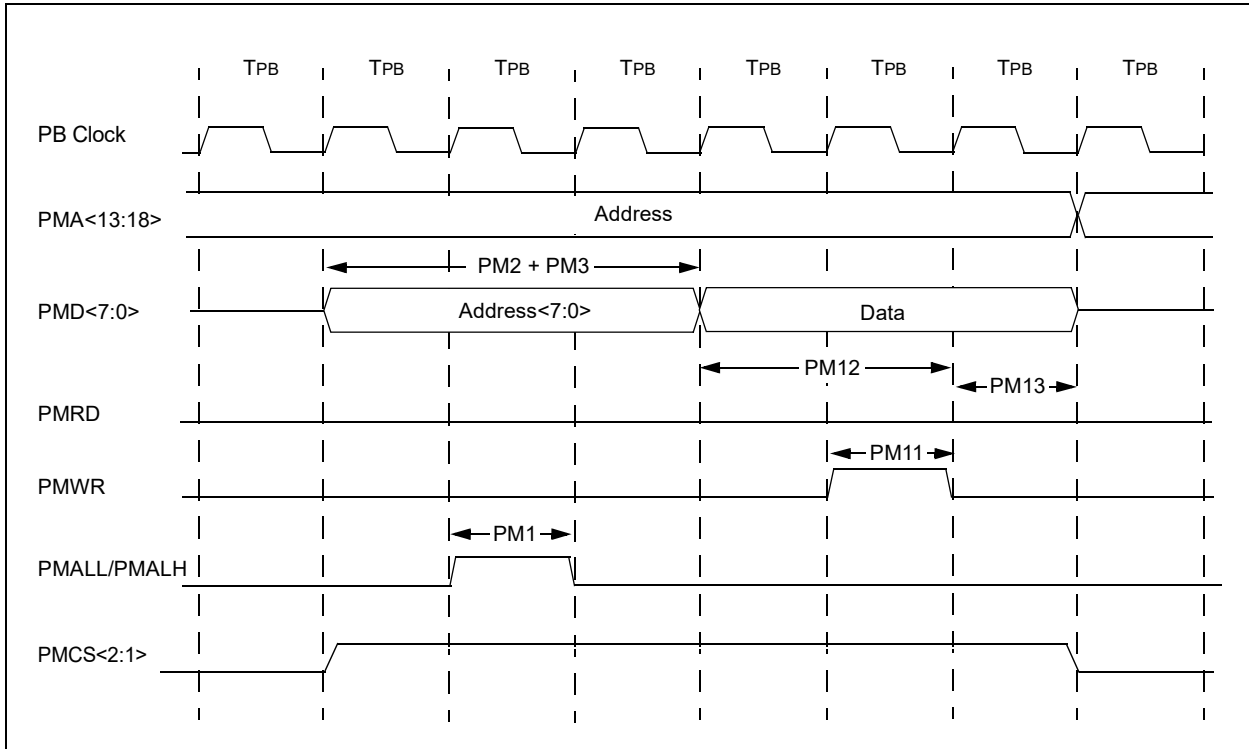 TPB TPB TPB TPB TPB TPB TPB TPB
PB Clock
PMA<13:18> Address
PM2 + PM3
PMD<7:0> Address<7:0> Data
PM12
PM13
PMRD
PM11
PMWR
PM1
PMALL/PMALH
PMCS<2:1>